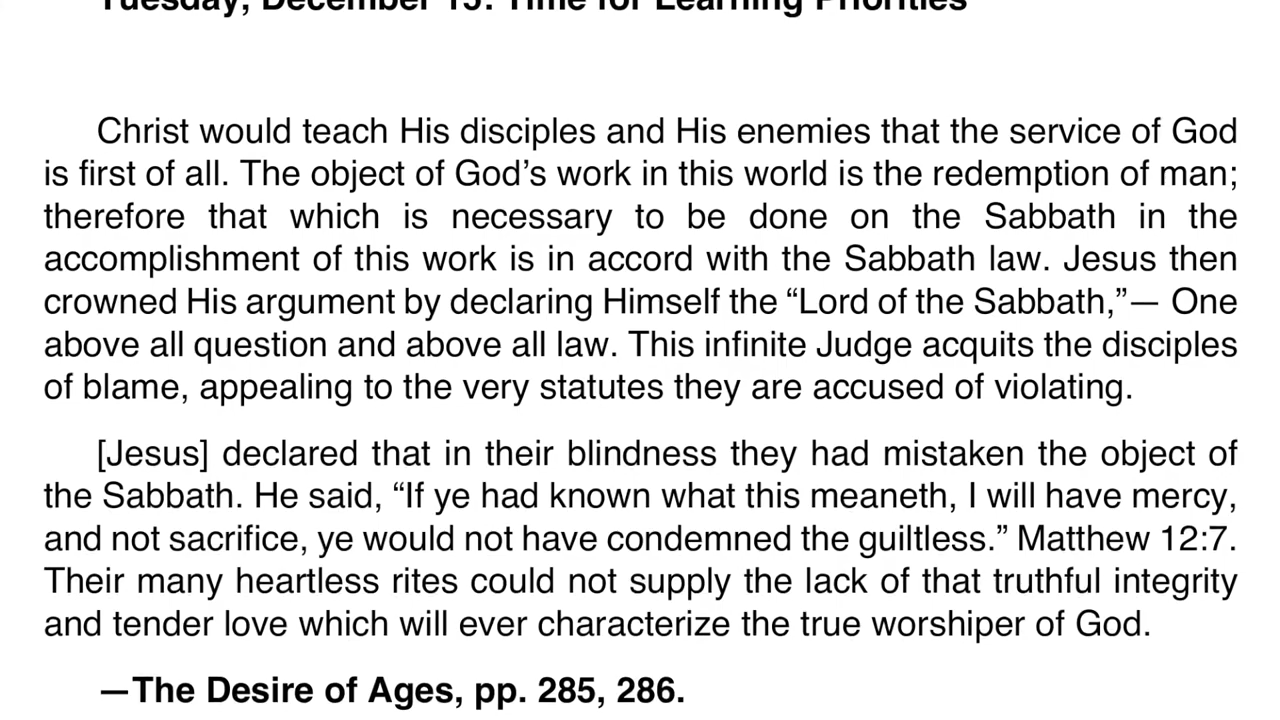 Tuesday, December 15: Time for Learning Priorities
Christ would teach His disciples and His enemies that the service of God
is first of all. The object of God’s work in this world is the redemption of man;
therefore that which is necessary to be done on the Sabbath in the
accomplishment of this work is in accord with the Sabbath law. Jesus then
crowned His argument by declaring Himself the “Lord of the Sabbath,”— One
above all question and above all law. This infinite Judge acquits the disciples
of blame, appealing to the very statutes they are accused of violating.
[Jesus] declared that in their blindness they had mistaken the object of
the Sabbath. He said, “If ye had known what this meaneth, I will have mercy,
and not sacrifice, ye would not have condemned the guiltless.” Matthew 12:7.
Their many heartless rites could not supply the lack of that truthful integrity
and tender love which will ever characterize the true worshiper of God.
—The Desire of Ages, pp. 285, 286.